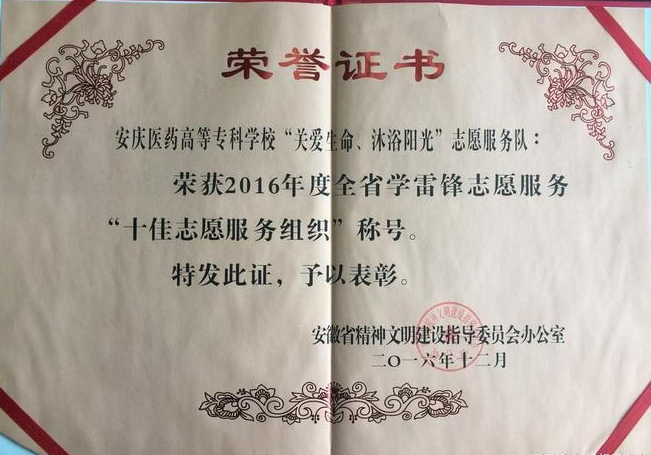 荣誉证书
安庆医药高等专科学校“关爱生命、沐浴阳光”志愿服务队：
荣获2016年度全省学雷锋志愿服务
“十佳志愿服务组织”称号。
特发此证，予以表彰。
安徽省精神文明建设指导委员会办公室
二〇一六年十二月